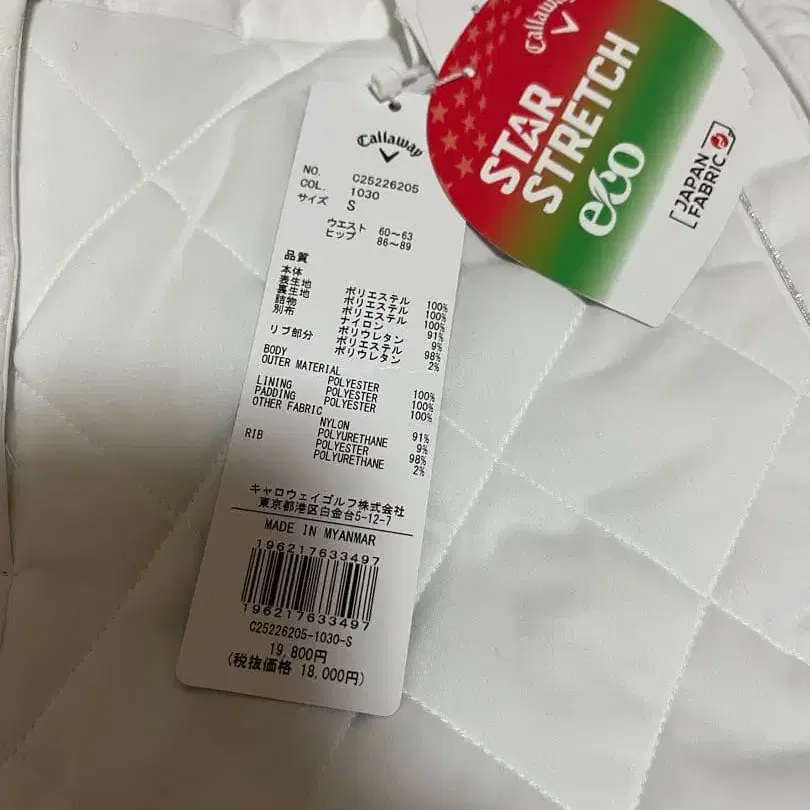 Callaway
STAR
STRETCH
eco
JAPAN
FABRIC
Callaway
NO. C25226205
COL. 1030
サイズ S
ウエスト 60～63
ヒップ 86～89
品質
本体
表生地 ポリエステル 100%
裏生地 ポリエステル 100%
詰物 ポリエステル 100%
別布 ナイロン 91%
ポリウレタン 9%
リブ部分 ポリエステル 98%
ポリウレタン 2%
BODY
OUTER MATERIAL
POLYESTER 100%
LINING POLYESTER 100%
PADDING POLYESTER 100%
OTHER FABRIC
NYLON 91%
POLYURETHANE 9%
RIB POLYESTER 98%
POLYURETHANE 2%
キャロウェイゴルフ株式会社
東京都港区白金台5-12-7
MADE IN MYANMAR
196217633497
196217633497
C25226205-1030-S
19,800円
(税抜価格 18,000円)